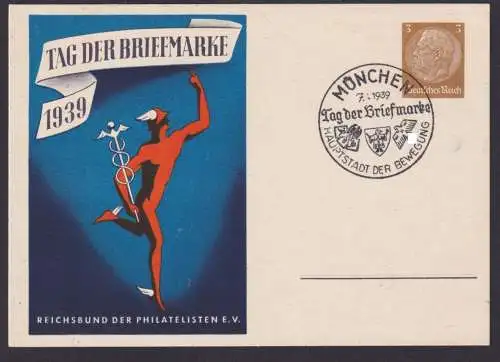 TAG DER BRIEFMARKE
1939
REICHSBUND DER PHILATELISTEN E.V.
3 3
Deutsches Reich
MÜNCHEN
7.1.1939
Tag der Briefmarke
HAUPTSTADT DER BEWEGUNG